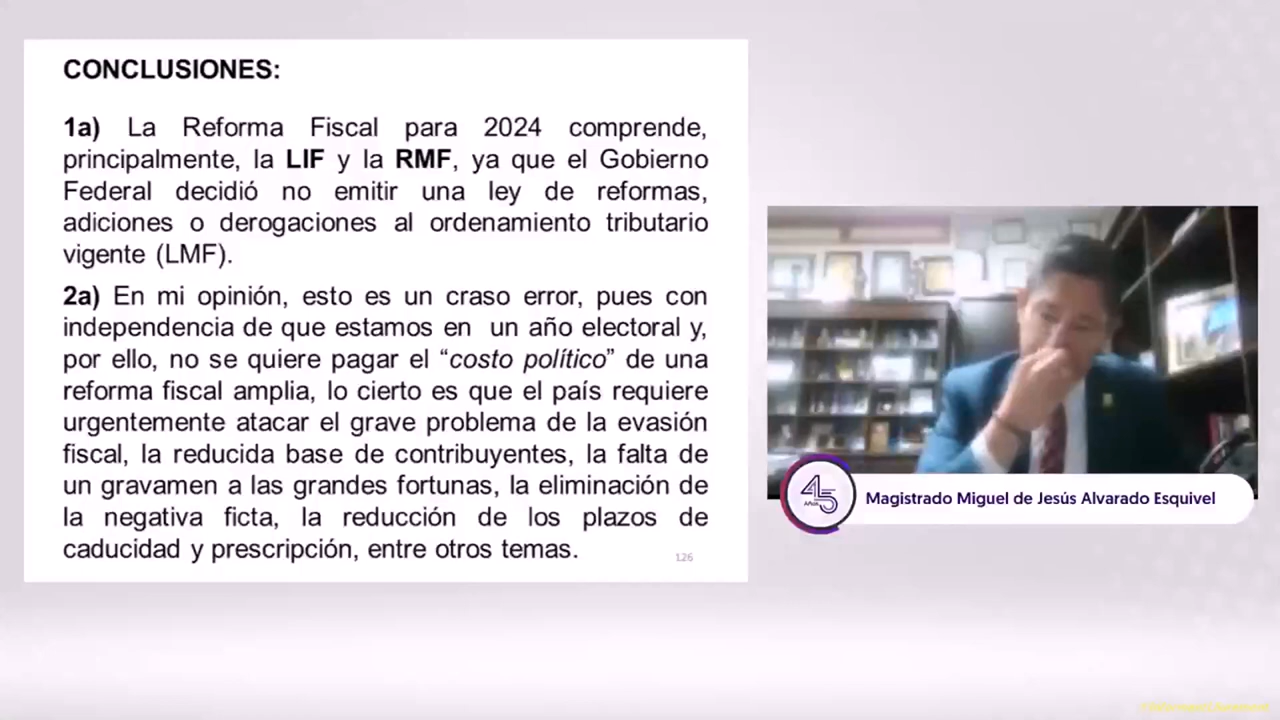 CONCLUSIONES:
1a) La Reforma Fiscal para 2024 comprende,
principalmente, la LIF y la RMF, ya que el Gobierno
Federal decidió no emitir una ley de reformas,
adiciones o derogaciones al ordenamiento tributario
vigente (LMF).
2a) En mi opinión, esto es un craso error, pues con
independencia de que estamos en un año electoral y,
por ello, no se quiere pagar el “costo político” de una
reforma fiscal amplia, lo cierto es que el país requiere
urgentemente atacar el grave problema de la evasión
fiscal, la reducida base de contribuyentes, la falta de
un gravamen a las grandes fortunas, la eliminación de
la negativa ficta, la reducción de los plazos de
caducidad y prescripción, entre otros temas.
126
45
AÑOS
Magistrado Miguel de Jesús Alvarado Esquivel